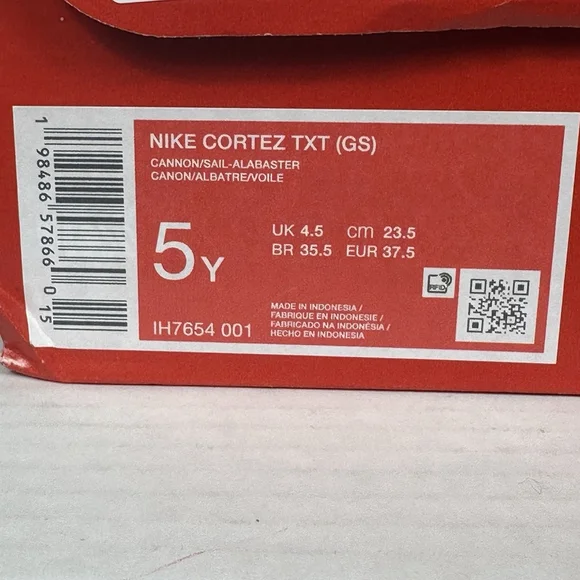 1 98486 57866 0 15
NIKE CORTEZ TXT (GS)
CANNON/SAIL-ALABASTER
CANON/ALBATRE/VOILE
5Y
UK 4.5 cm 23.5
BR 35.5 EUR 37.5
RFID
MADE IN INDONESIA /
FABRIQUE EN INDONESIE /
FABRICADO NA INDONÉSIA /
HECHO EN INDONESIA
IH7654 001